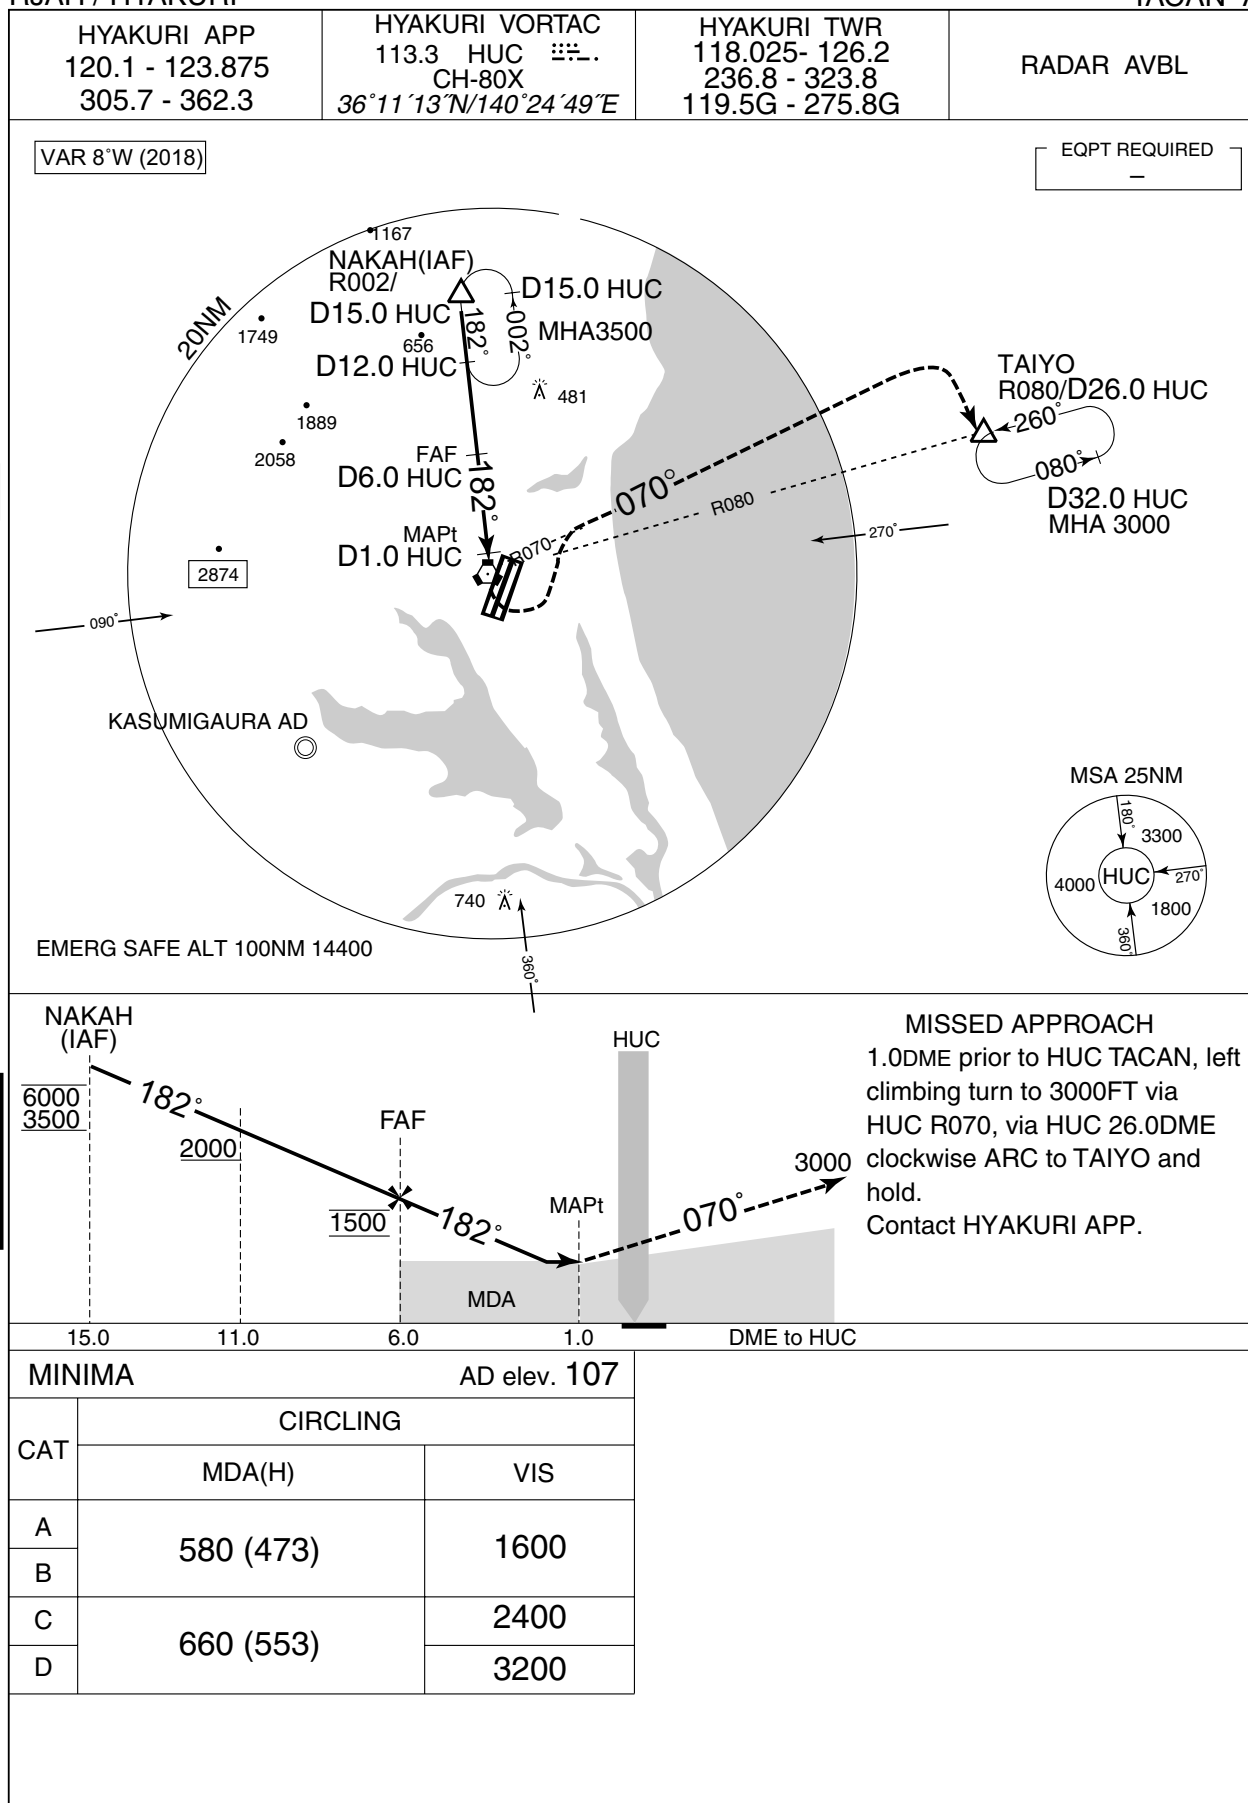 HYAKURI APP
120.1 - 123.875
305.7 - 362.3
HYAKURI VORTAC
113.3 HUC
CH-80X
36°11´13˝N/140°24´49˝E
HYAKURI TWR
118.025- 126.2
236.8 - 323.8
119.5G - 275.8G
RADAR AVBL
VAR 8°W (2018)
EQPT REQUIRED
–
1167
NAKAH(IAF)
R002/
D15.0 HUC
D15.0 HUC
20NM
1749
656
182°
002°
MHA3500
D12.0 HUC
481
TAIYO
R080/D26.0 HUC
1889
260°
2058
FAF
D6.0 HUC
182°
070°
R080
080°
D32.0 HUC
MHA 3000
MAPt
D1.0 HUC
R070
270°
2874
090°
KASUMIGAURA AD
MSA 25NM
180°
3300
4000
HUC
270°
1800
360°
740
EMERG SAFE ALT 100NM 14400
360°
NAKAH
(IAF)
6000
3500
182°
2000
FAF
1500
182°
MAPt
HUC
070°
3000
MDA
15.0 11.0 6.0 1.0 DME to HUC
MISSED APPROACH
1.0DME prior to HUC TACAN, left
climbing turn to 3000FT via
HUC R070, via HUC 26.0DME
clockwise ARC to TAIYO and
hold.
Contact HYAKURI APP.
MINIMA AD elev. 107
CAT
CIRCLING
MDA(H) VIS
A
B
580 (473)
1600
C
D
660 (553)
2400
3200